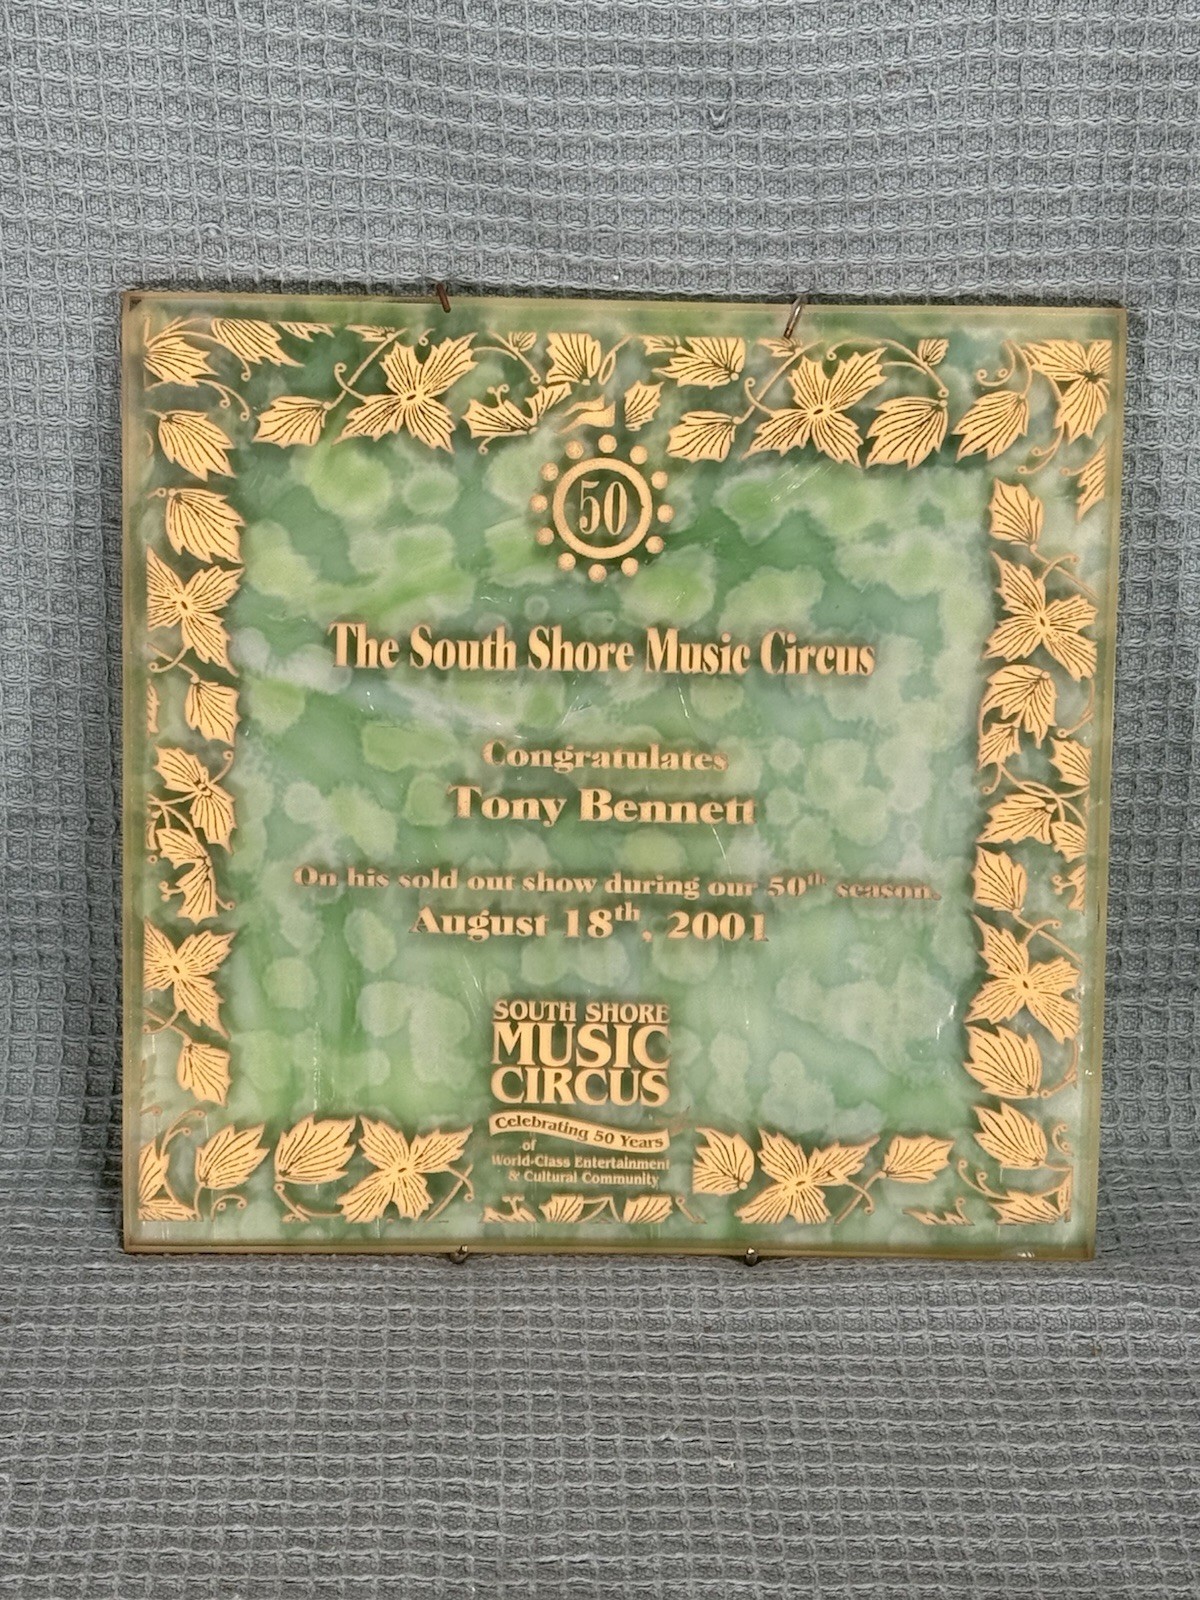 50
The South Shore Music Circus
Congratulates
Tony Bennett
On his sold out show during our 50th season.
August 18th, 2001
SOUTH SHORE
MUSIC
CIRCUS
Celebrating 50 Years
of
World-Class Entertainment
& Cultural Community